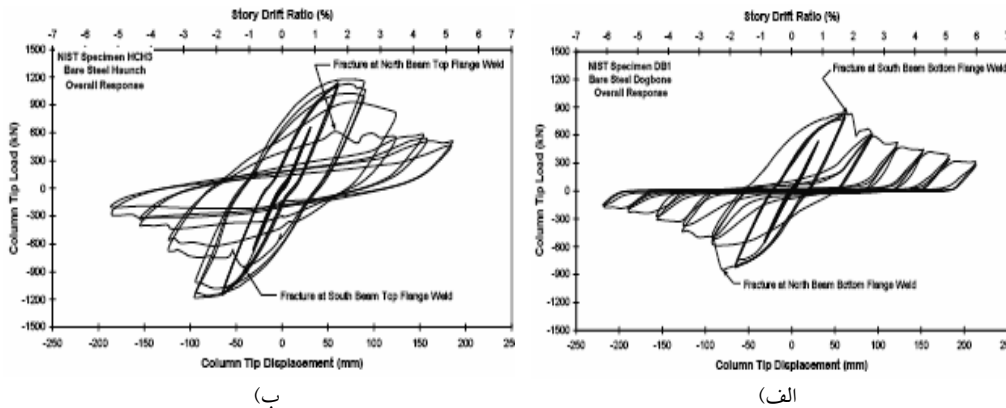 Story Drift Ratio (%)
-7 -6 -5 -4 -3 -2 -1 0 1 2 3 4 5 6 7
1500
1200
900
600
300
0
-300
-600
-900
-1200
-1500
Column Tip Load (kN)
NIST Specimen HCH3
Bare Steel Haunch
Overall Response
Fracture at North Beam Top Flange Weld
Fracture at South Beam Top Flange Weld
-250 -200 -150 -100 -50 0 50 100 150 200 250
Column Tip Displacement (mm)
ب)
Story Drift Ratio (%)
-7 -6 -5 -4 -3 -2 -1 0 1 2 3 4 5 6
1500
1200
900
600
300
0
-300
-600
-900
-1200
-1500
Column Tip Load (kN)
NIST Specimen DB1
Bare Steel Dogbone
Overall Response
Fracture at South Beam Bottom Flange Weld
Fracture at North Beam Bottom Flange Weld
-250 -200 -150 -100 -50 0 50 100 150 200
Column Tip Displacement (mm)
الف)